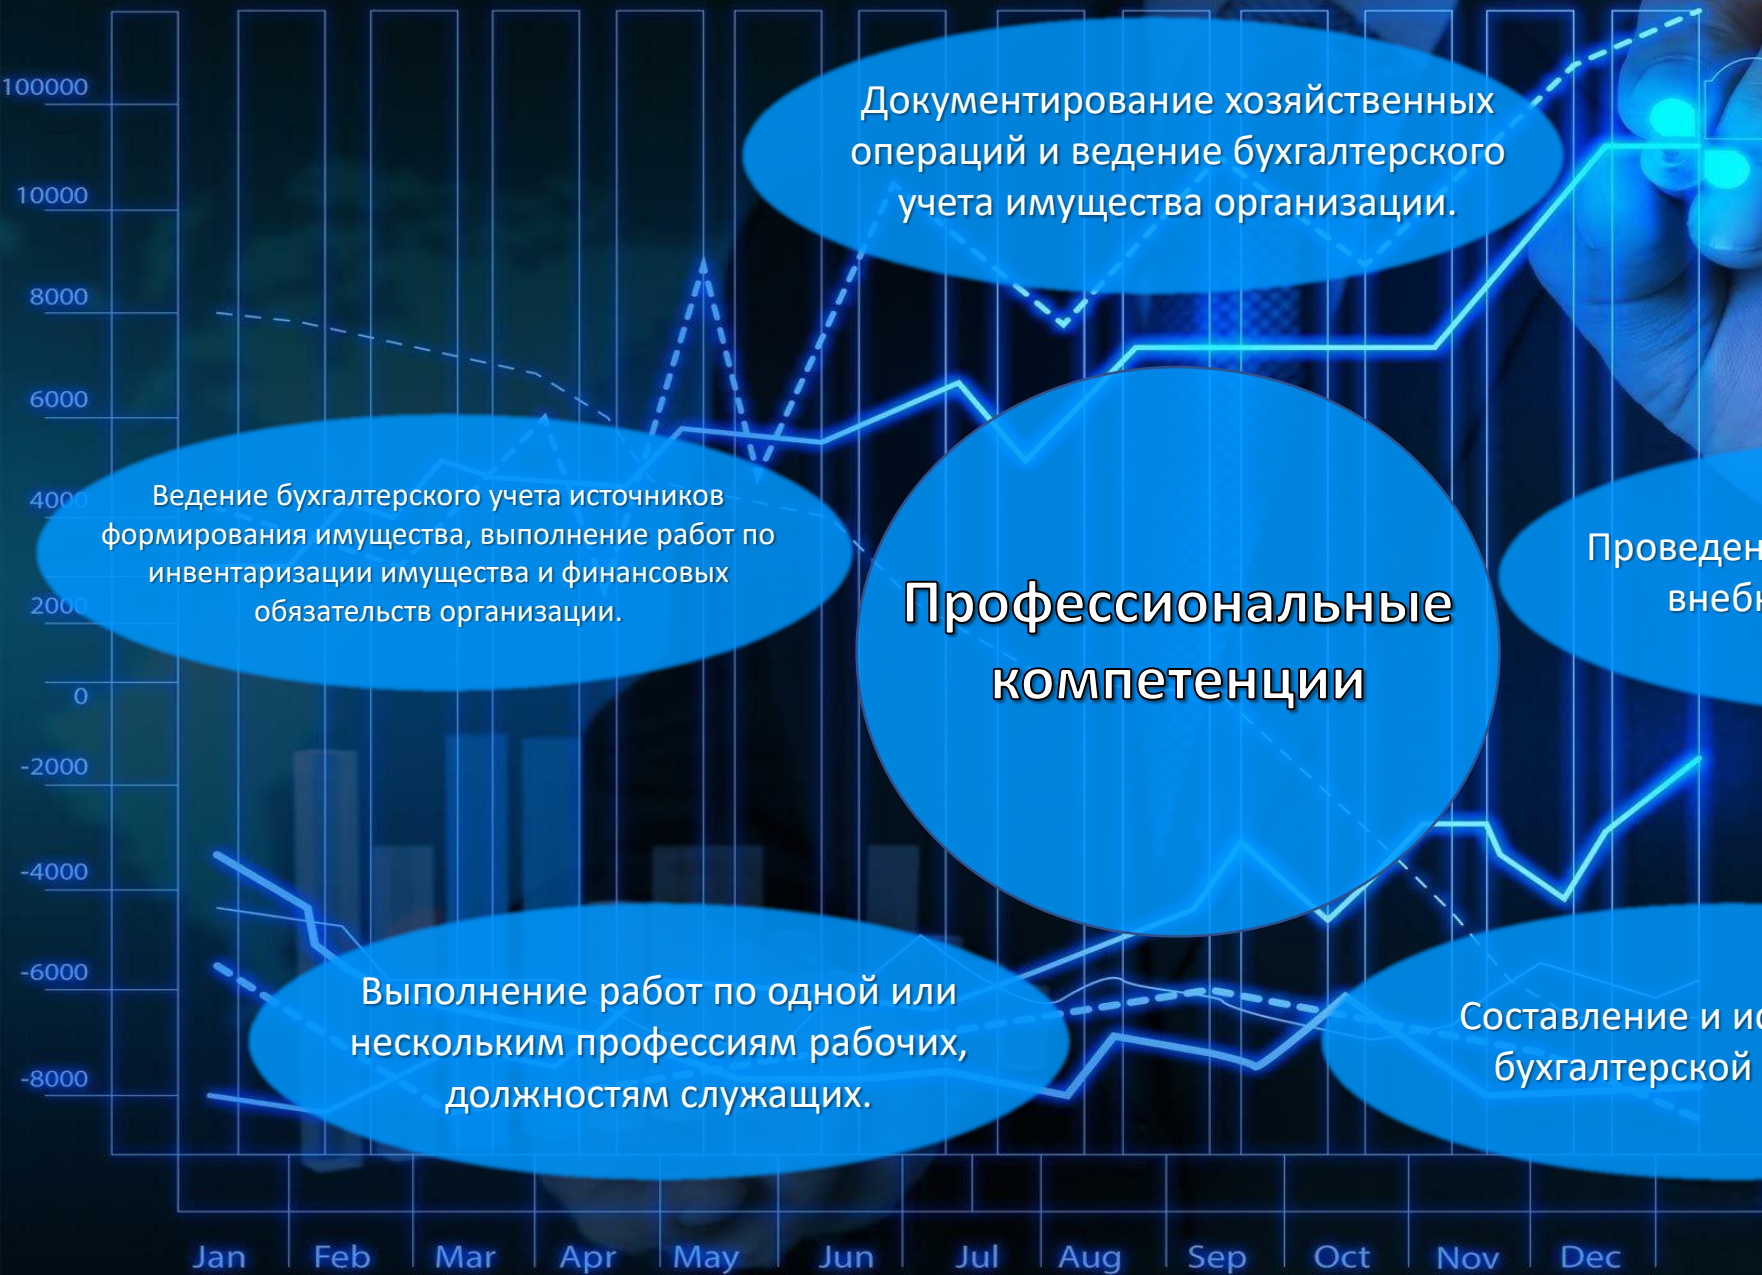 100000
10000
8000
6000
4000
2000
0
-2000
-4000
-6000
-8000
Документирование хозяйственных
операций и ведение бухгалтерского
учета имущества организации.
Ведение бухгалтерского учета источников
формирования имущества, выполнение работ по
инвентаризации имущества и финансовых
обязательств организации.
Профессиональные
компетенции
Выполнение работ по одной или
нескольким профессиям рабочих,
должностям служащих.
Составление и
бухгалтерской
Jan Feb Mar Apr May Jun Jul Aug Sep Oct Nov Dec